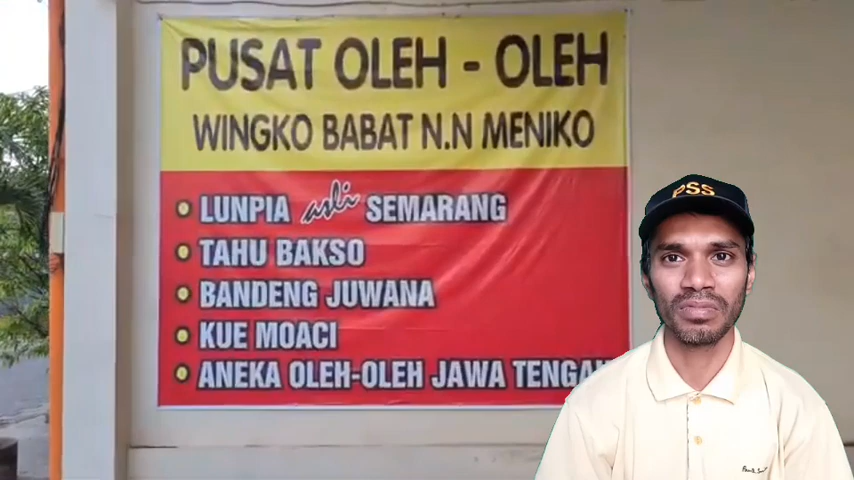 PUSAT OLEH - OLEH
WINGKO BABAT N.N MENIKO
LUNPIA asli SEMARANG
TAHU BAKSO
BANDENG JUWANA
KUE MOACI
ANEKA OLEH-OLEH JAWA TENGAH
PSS